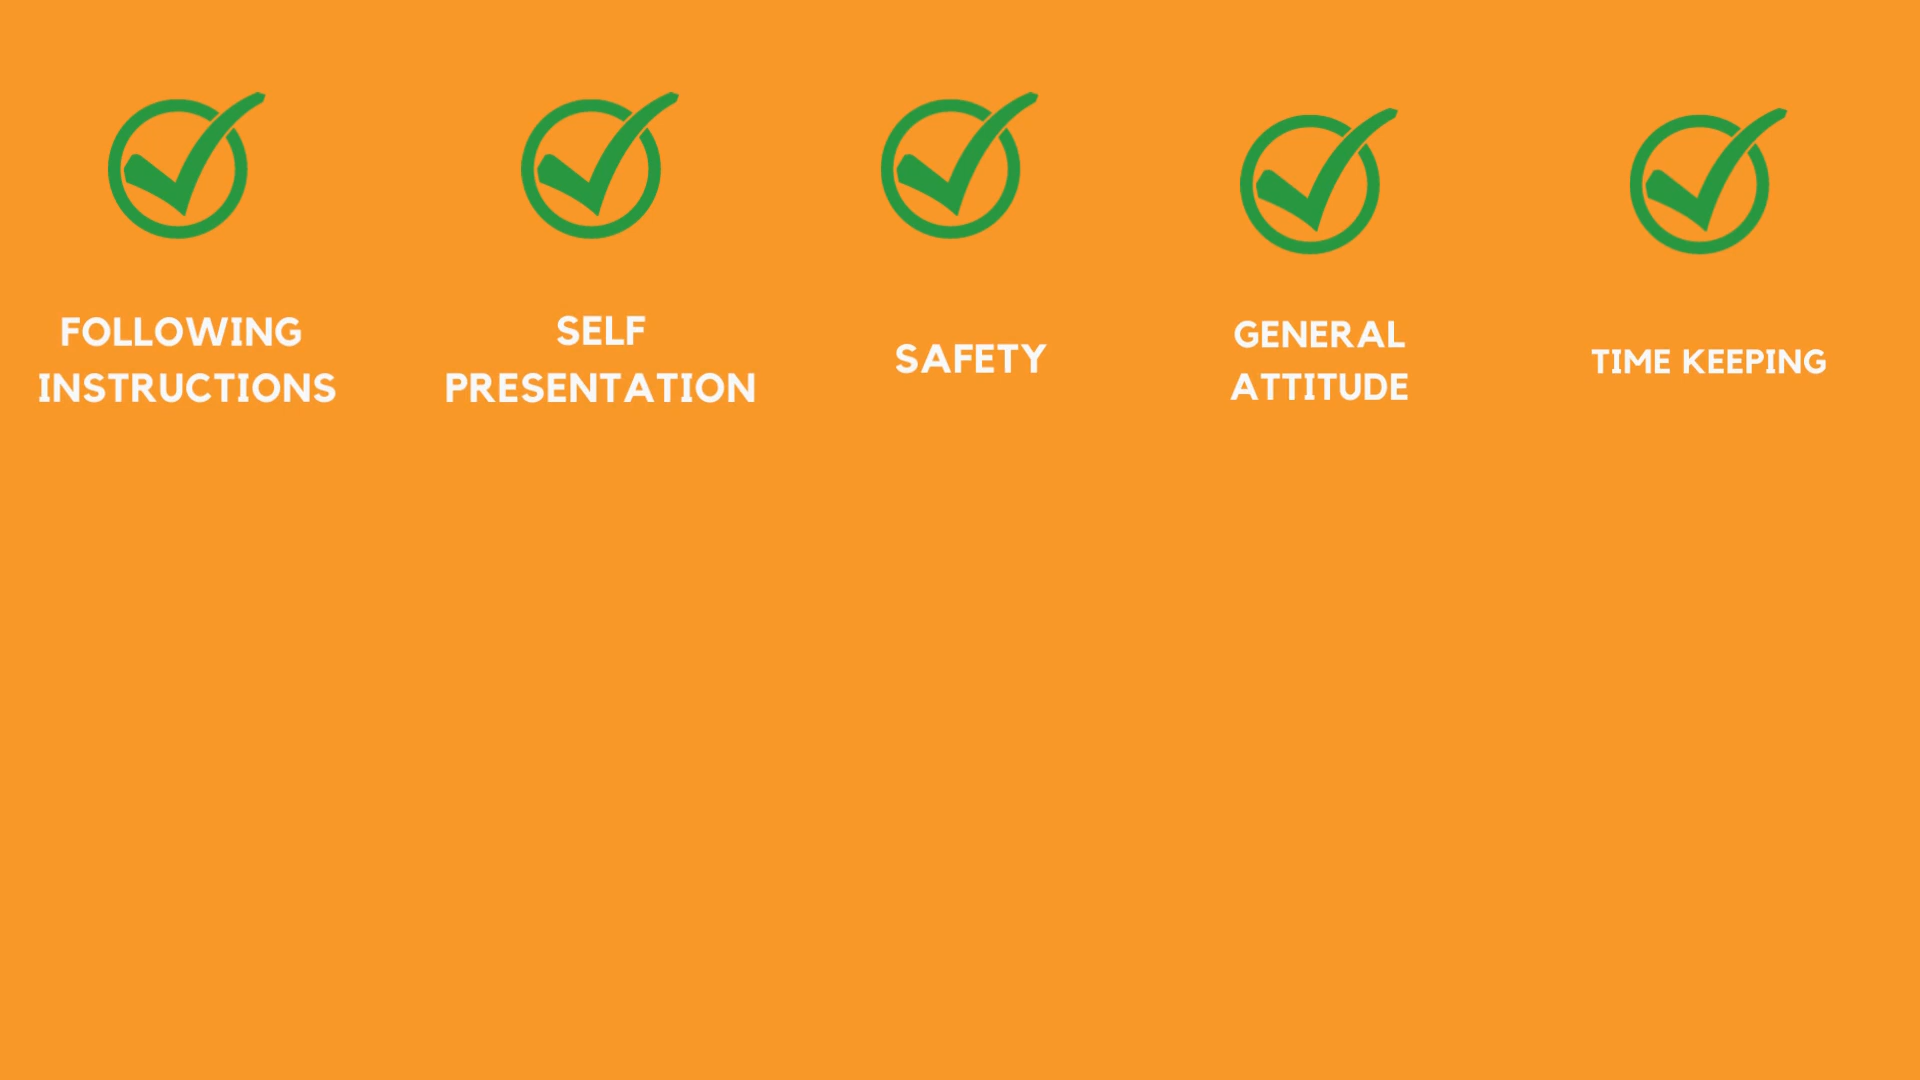 FOLLOWING
INSTRUCTIONS
SELF
PRESENTATION
SAFETY
GENERAL
ATTITUDE
TIME KEEPING